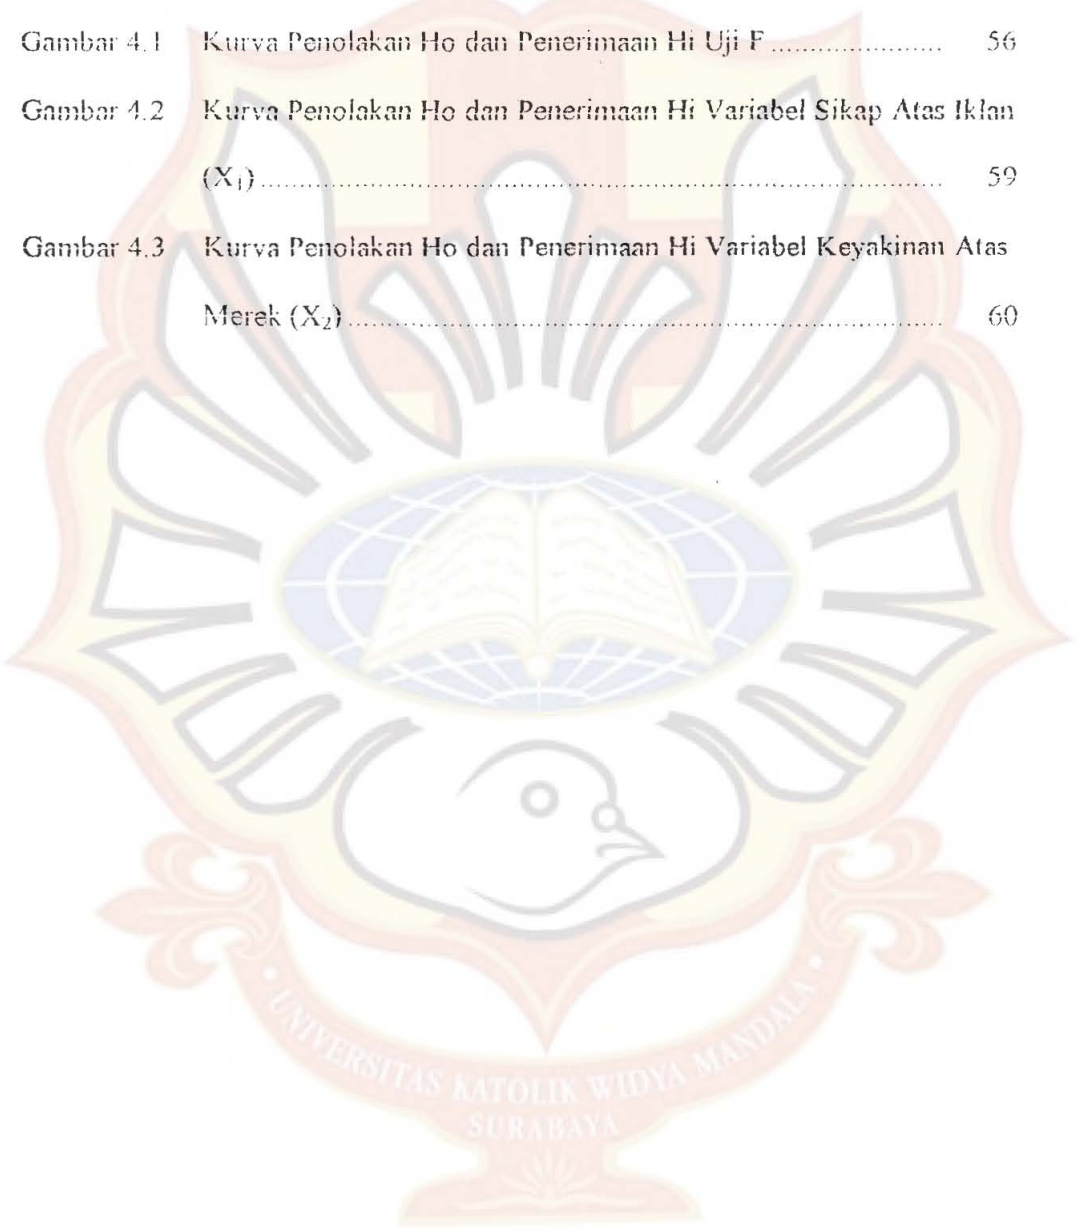 Gambar 4.1 Kurva Penolakan Ho dan Penerimaan Hi Uji F ...................... 56
Gambar 4.2 Kurva Penolakan Ho dan Penerimaan Hi Variabel Sikap Atas Iklan
(X₁) ........................................................................ 59
Gambar 4.3 Kurva Penolakan Ho dan Penerimaan Hi Variabel Keyakinan Atas
Merek (X₂) ............................................................... 60
UNIVERSITAS KATOLIK WIDYA MANDALA
SURABAYA